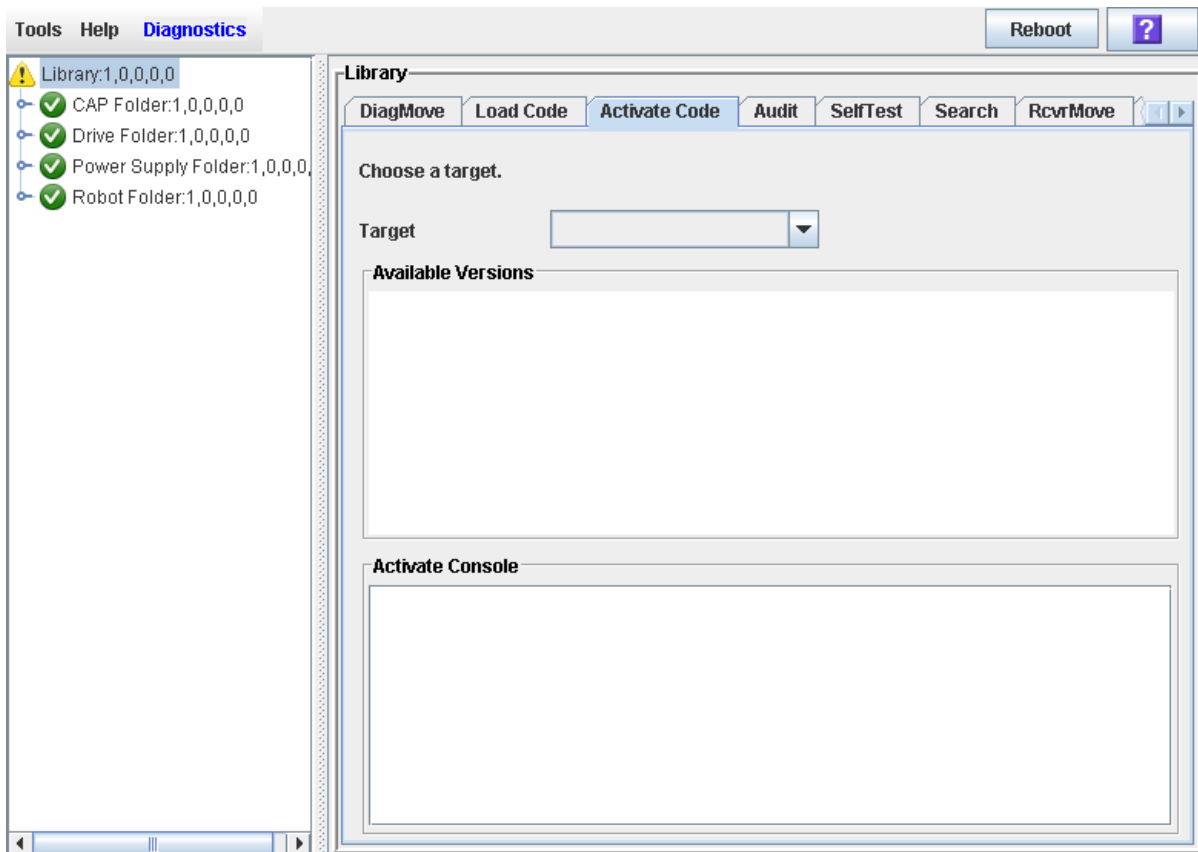 Tools Help Diagnostics
Reboot
?
Library:1,0,0,0,0
CAP Folder:1,0,0,0,0
Drive Folder:1,0,0,0,0
Power Supply Folder:1,0,0,0,
Robot Folder:1,0,0,0,0
Library
DiagMove Load Code Activate Code Audit SelfTest Search RcvrMove
Choose a target.
Target
Available Versions
Activate Console